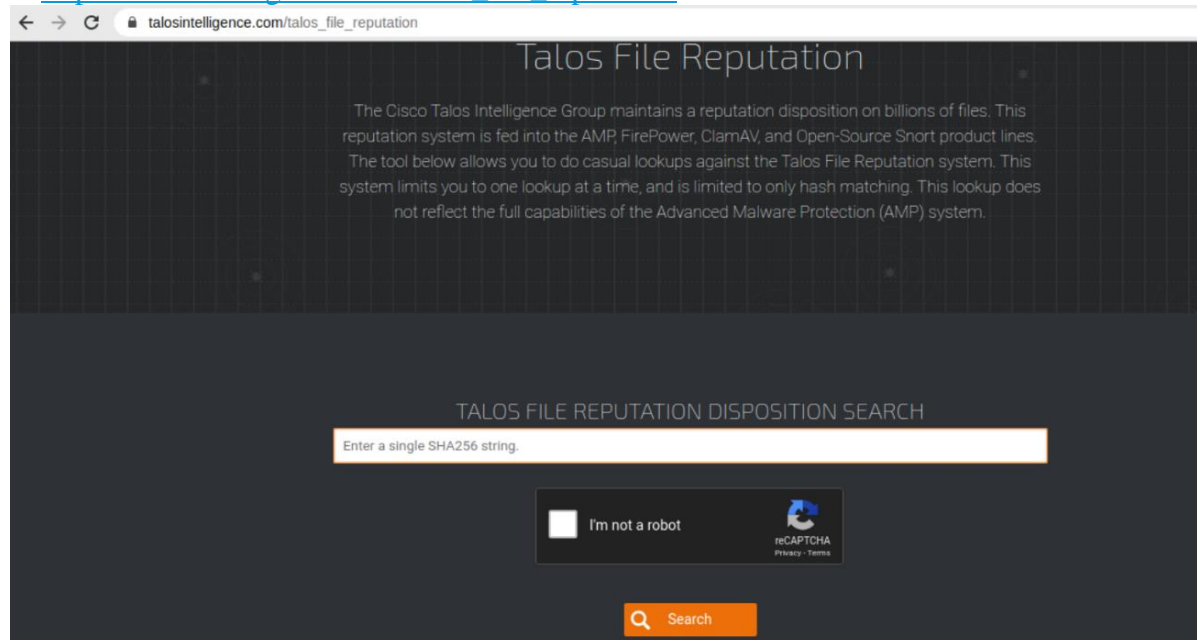 talosintelligence.com/talos_file_reputation
Talos File Reputation
The Cisco Talos Intelligence Group maintains a reputation disposition on billions of files. This
reputation system is fed into the AMP, FirePower, ClamAV, and Open-Source Snort product lines.
The tool below allows you to do casual lookups against the Talos File Reputation system. This
system limits you to one lookup at a time, and is limited to only hash matching. This lookup does
not reflect the full capabilities of the Advanced Malware Protection (AMP) system.
TALOS FILE REPUTATION DISPOSITION SEARCH
Enter a single SHA256 string.
I'm not a robot
reCAPTCHA
Privacy - Terms
Search